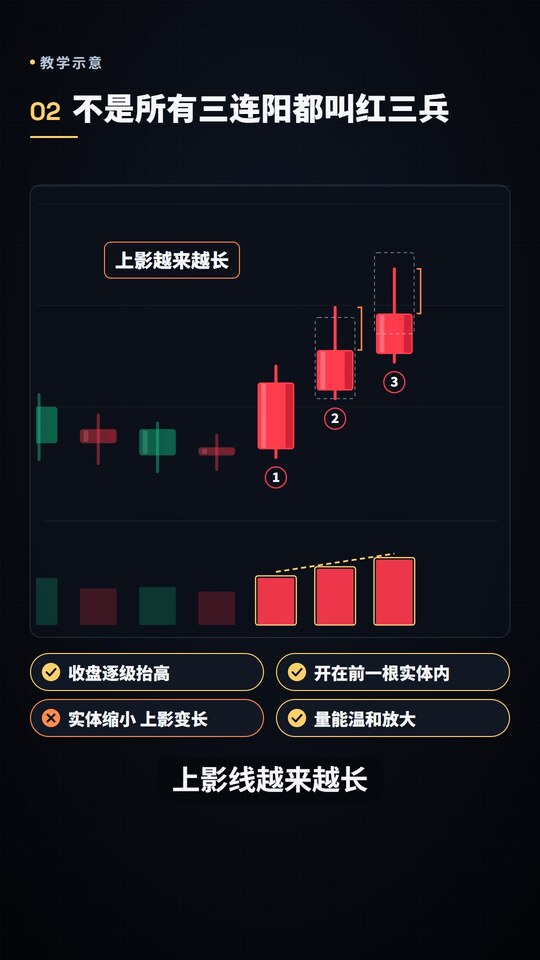 教学示意
02 不是所有三连阳都叫红三兵
上影越来越长
3
2
1
收盘逐级抬高
开在前一根实体内
实体缩小 上影变长
量能温和放大
上影线越来越长